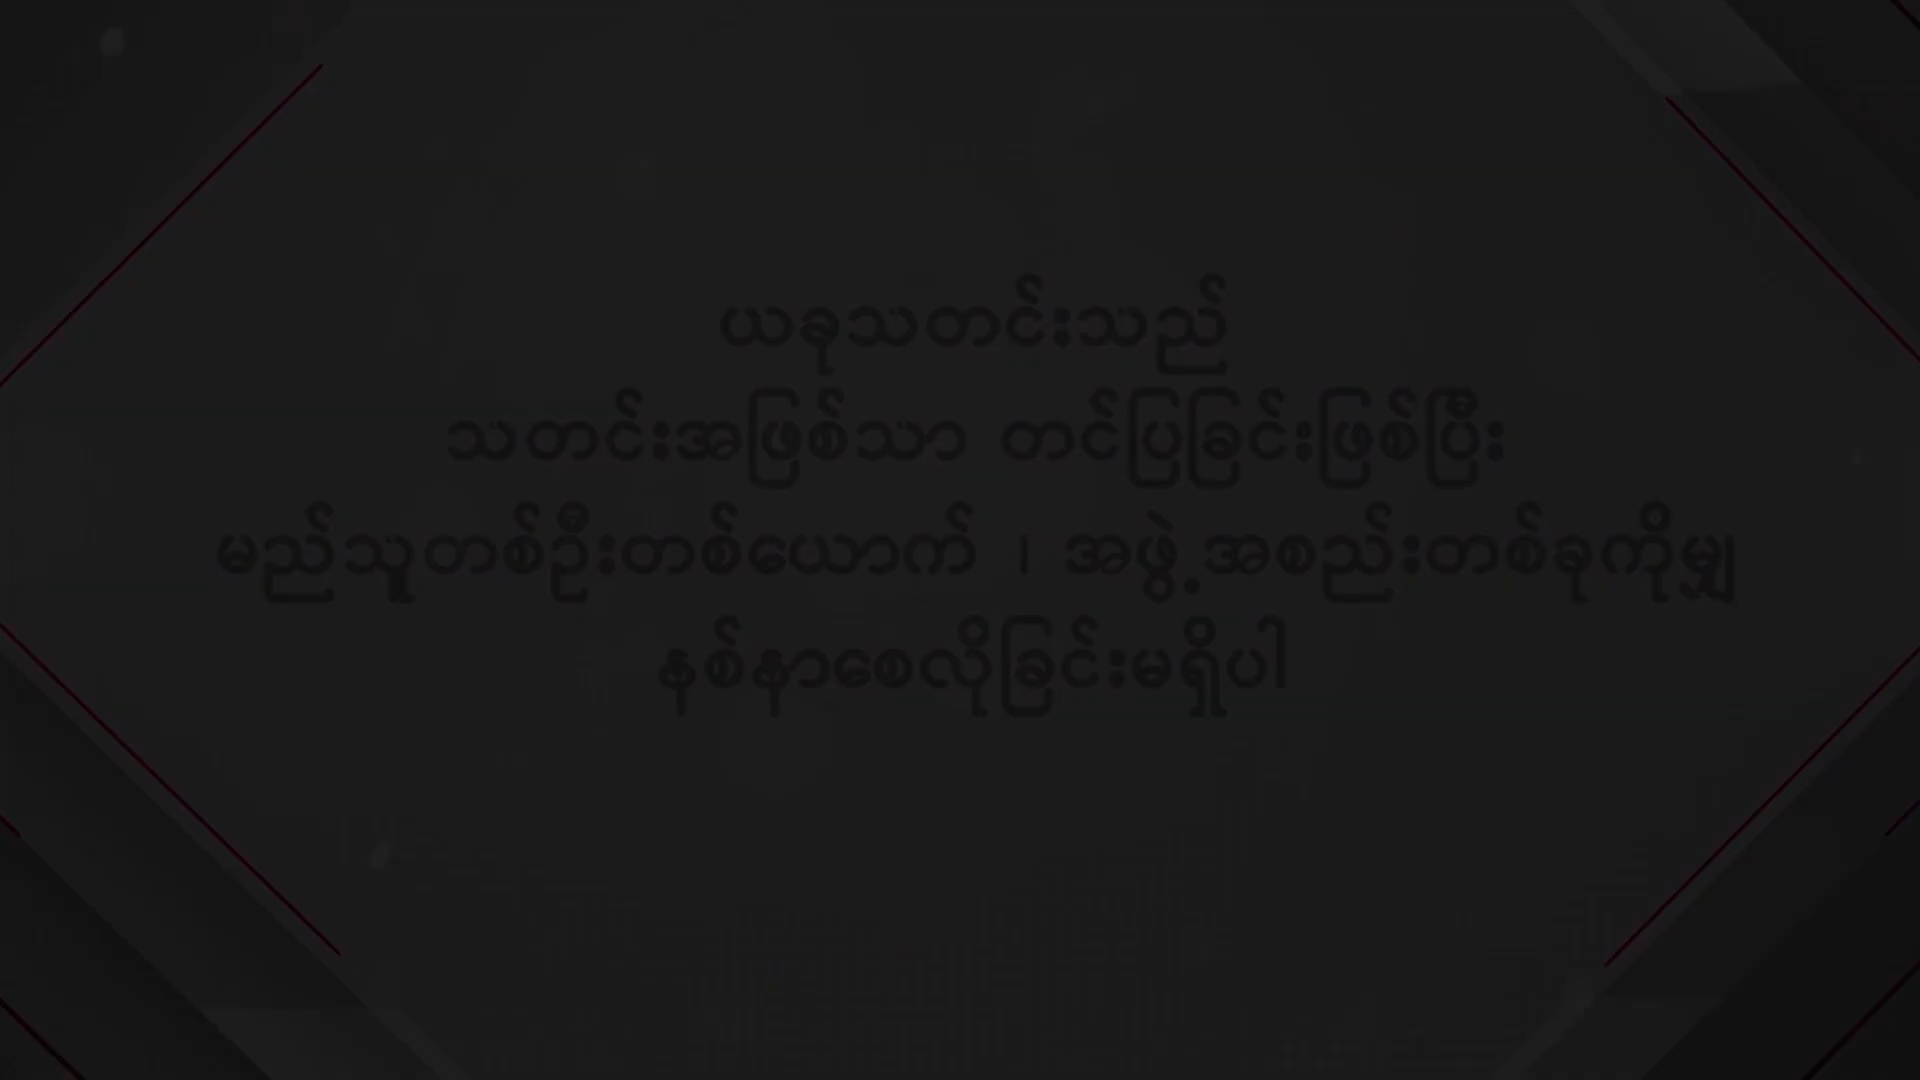 ယခုသတင်းသည်
သတင်းအဖြစ်သာ တင်ပြခြင်းဖြစ်ပြီး
မည်သူတစ်ဦးတစ်ယောက် ၊ အဖွဲ့အစည်းတစ်ခုကိုမျှ
နစ်နာစေလိုခြင်းမရှိပါ